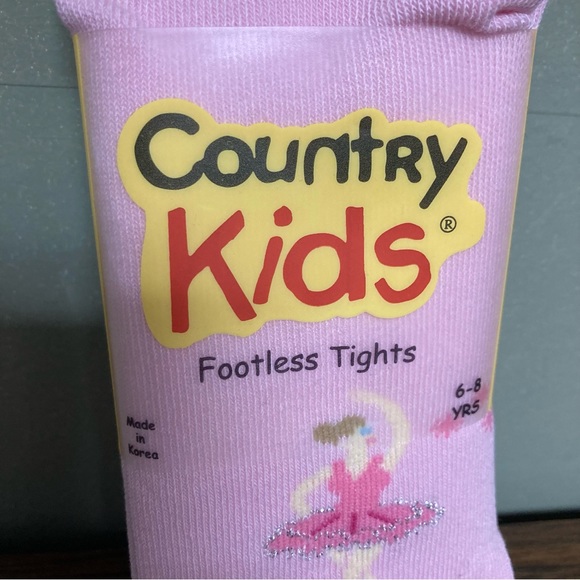 Country
Kids®
Footless Tights
6-8
YRS
Made
in
Korea